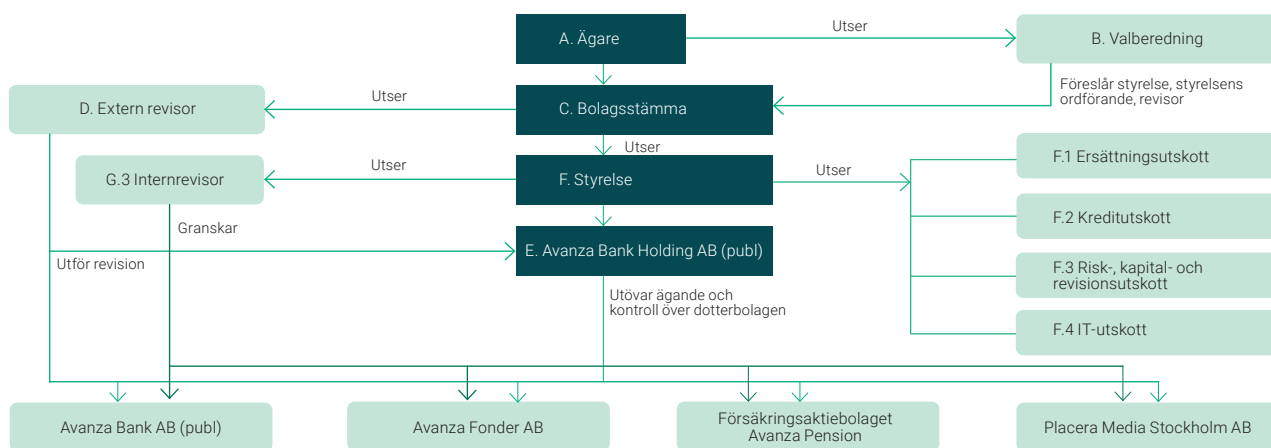 A. Ägare
Utser
B. Valberedning
Föreslår styrelse, styrelsens
ordförande, revisor
D. Extern revisor
Utser
C. Bolagsstämma
Utser
G.3 Internrevisor
Utser
F. Styrelse
Utser
F.1 Ersättningsutskott
F.2 Kreditutskott
F.3 Risk-, kapital- och
revisionsutskott
F.4 IT-utskott
Granskar
E. Avanza Bank Holding AB (publ)
Utför revision
Utövar ägande och
kontroll över dotterbolagen
Avanza Bank AB (publ)
Avanza Fonder AB
Försäkringsaktiebolaget
Avanza Pension
Placera Media Stockholm AB